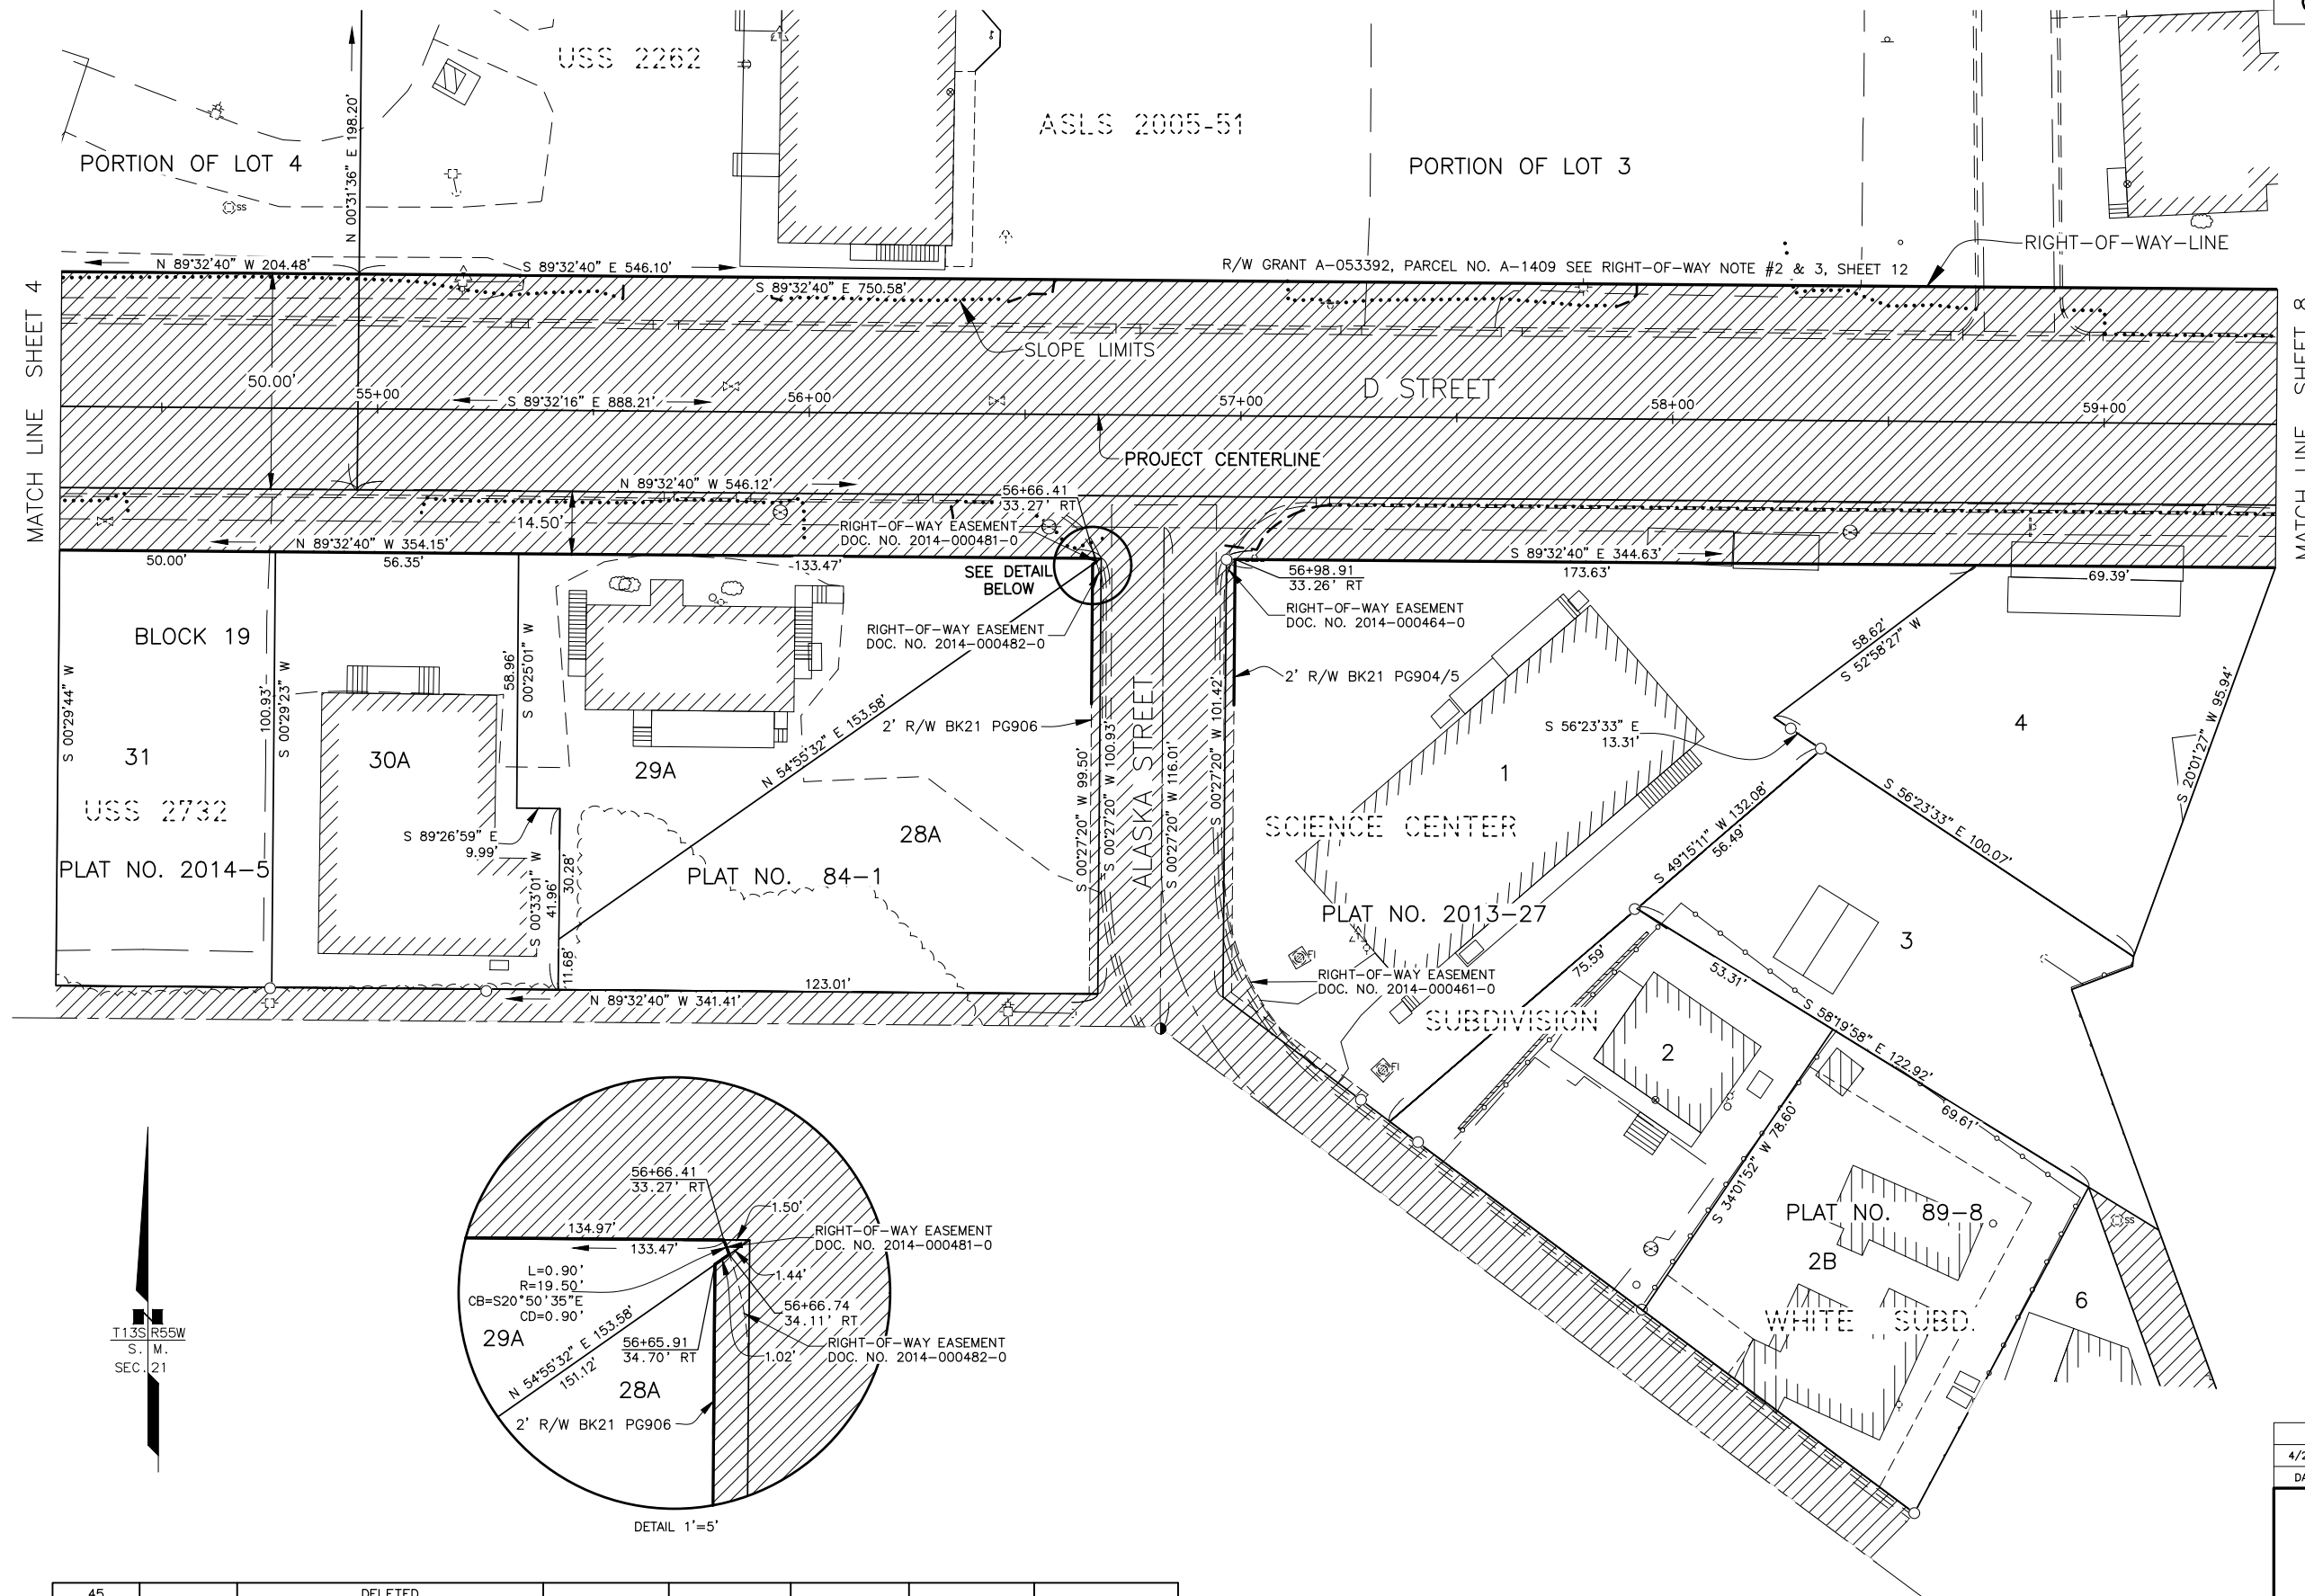 USS 2262
ASLS 2005-51
PORTION OF LOT 4
N 00°31'36" E 198.20'
PORTION OF LOT 3
SS
RIGHT-OF-WAY-LINE
N 89°32'40" W 204.48'
S 89°32'40" E 546.10'
R/W GRANT A-053392, PARCEL NO. A-1409 SEE RIGHT-OF-WAY NOTE #2 & 3, SHEET 12
S 89°32'40" E 750.58'
MATCH LINE SHEET 4
MATCH LINE SHEET 8
SLOPE LIMITS
50.00'
55+00
S 89°32'16" E 888.21'
56+00
57+00
D STREET
58+00
59+00
PROJECT CENTERLINE
N 89°32'40" W 546.12'
56+66.41
33.27' RT
14.50'
RIGHT-OF-WAY EASEMENT
DOC. NO. 2014-000481-0
N 89°32'40" W 354.15'
S 89°32'40" E 344.63'
50.00'
56.35'
133.47'
SEE DETAIL
BELOW
56+98.91
33.26' RT
173.63'
69.39'
RIGHT-OF-WAY EASEMENT
DOC. NO. 2014-000464-0
BLOCK 19
RIGHT-OF-WAY EASEMENT
DOC. NO. 2014-000482-0
58.62'
S 52°58'27" W
S 00°29'44" W
100.93'
S 00°29'23" W
58.96'
S 00°25'01" W
2' R/W BK21 PG904/5
2' R/W BK21 PG906
N 54°55'32" E 153.58'
S 56°23'33" E
13.31'
4
S 20°01'27" W 95.94'
31
30A
29A
1
USS 2732
S 89°26'59" E
9.99'
28A
S 00°27'20" W 99.50'
S 00°27'20" W 100.93'
ALASKA STREET
S 00°27'20" W 116.01'
S 00°27'20" W 101.42'
SCIENCE CENTER
S 49°15'11" W 132.08'
56.49'
S 56°23'33" E 100.07'
PLAT NO. 2014-5
PLAT NO. 84-1
S 00°33'01" W
41.96'
30.28'
11.68'
PLAT NO. 2013-27
3
FI
75.59'
53.31'
RIGHT-OF-WAY EASEMENT
DOC. NO. 2014-000461-0
123.01'
N 89°32'40" W 341.41'
SUBDIVISION
S 58°19'58" E 122.92'
2
FI
69.61'
S 34°01'52" W 78.60'
PLAT NO. 89-8
SS
2B
6
WHITE SUBD.
56+66.41
33.27' RT
1.50'
134.97'
133.47'
RIGHT-OF-WAY EASEMENT
DOC. NO. 2014-000481-0
L=0.90'
R=19.50'
CB=S20°50'35"E
CD=0.90'
1.44'
56+66.74
34.11' RT
29A
N 54°55'32" E 153.58'
151.12'
56+65.91
34.70' RT
RIGHT-OF-WAY EASEMENT
DOC. NO. 2014-000482-0
1.02'
28A
2' R/W BK21 PG906
DETAIL 1'=5'
T13S R55W
S. M.
SEC. 21
45
DELETED